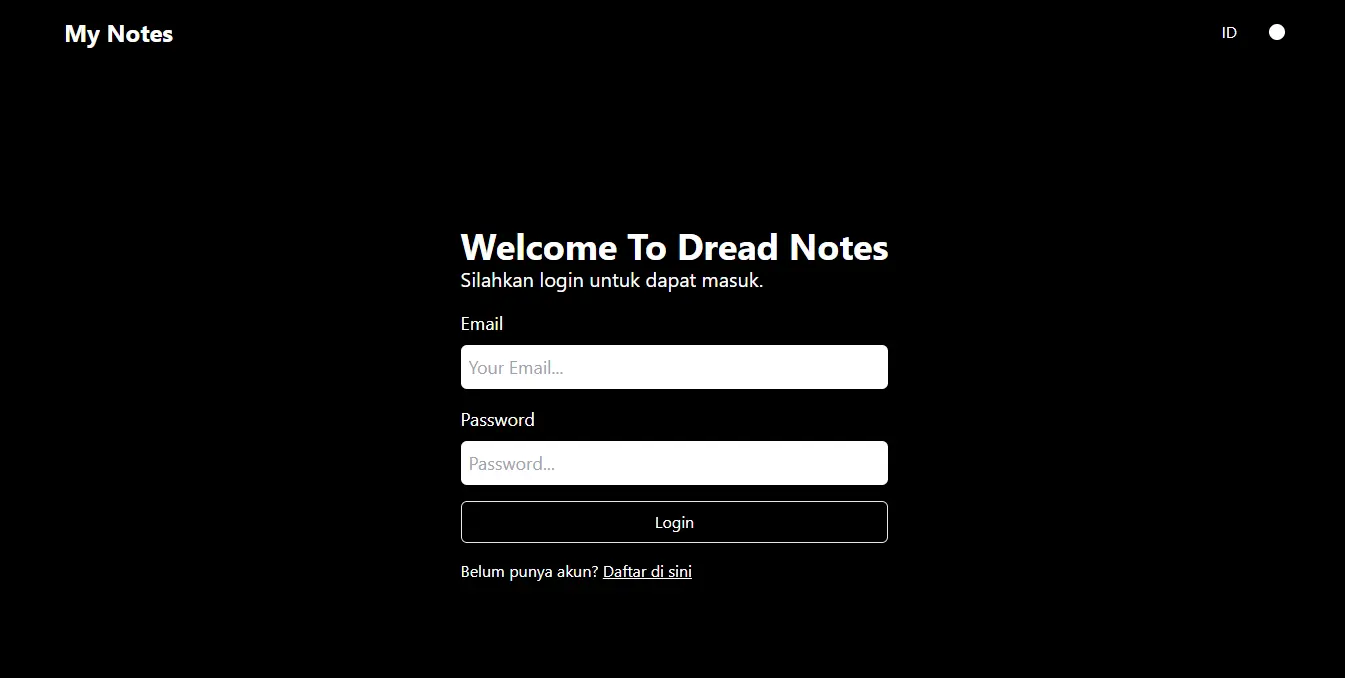 My Notes
ID
Welcome To Dread Notes
Silahkan login untuk dapat masuk.
Email
Your Email...
Password
Password...
Login
Belum punya akun? Daftar di sini